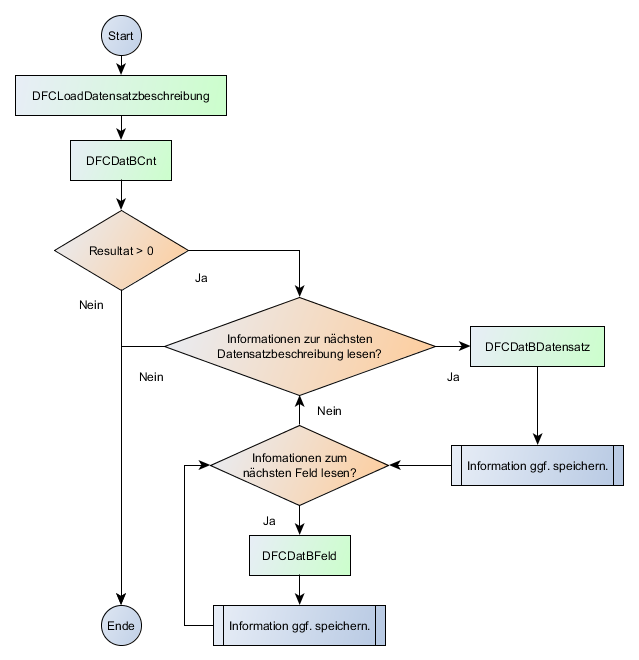 Start
DFCLoadDatensatzbeschreibung
DFCDatBCnt
Resultat > 0
Ja
Nein
Informationen zur nächsten
Datensatzbeschreibung lesen?
DFCDatBDatensatz
Nein
Ja
Nein
Infomationen zum
nächsten Feld lesen?
Information ggf. speichern.
Ja
DFCDatBFeld
Ende
Information ggf. speichern.